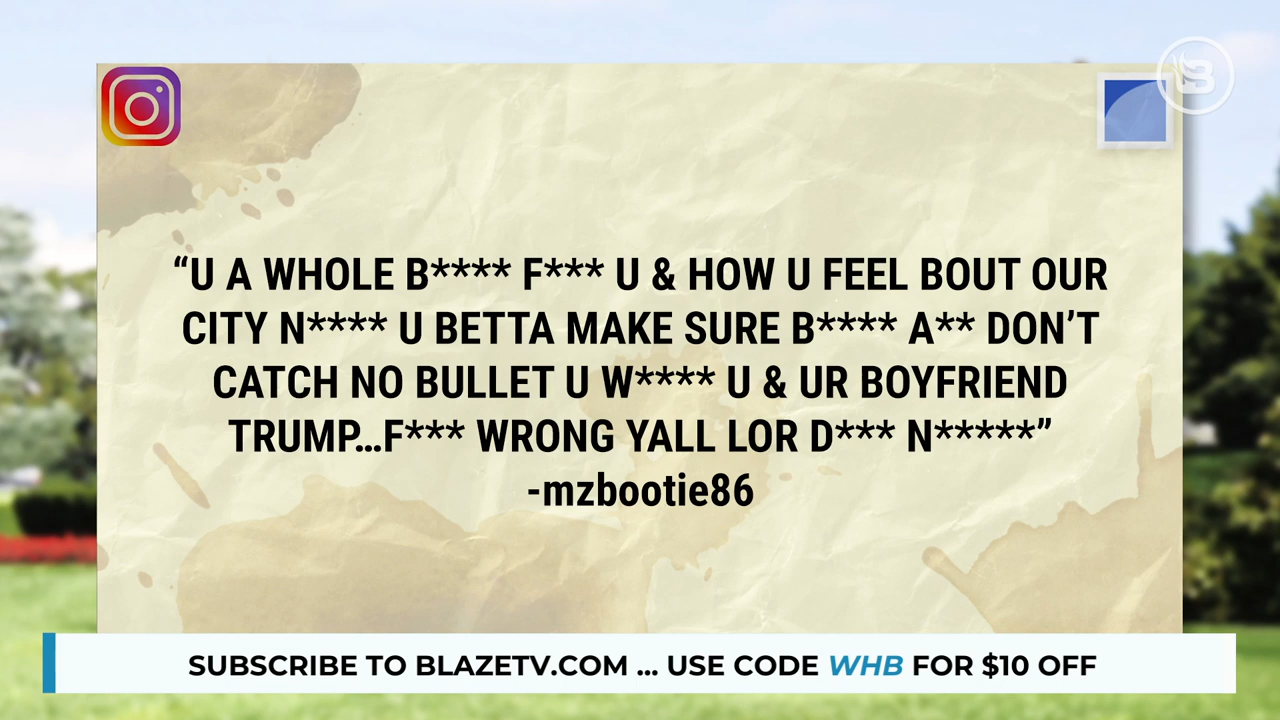 “U A WHOLE B**** F*** U & HOW U FEEL BOUT OUR
CITY N**** U BETTA MAKE SURE B**** A** DON’T
CATCH NO BULLET U W**** U & UR BOYFRIEND
TRUMP...F*** WRONG YALL LOR D*** N*****”
-mzbootie86
SUBSCRIBE TO BLAZETV.COM ... USE CODE WHB FOR $10 OFF
B